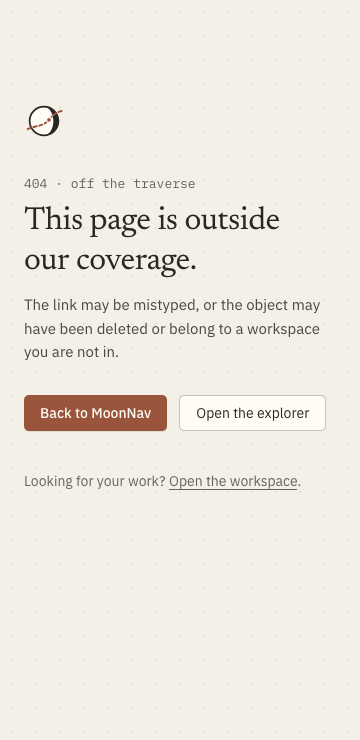 404 · off the traverse
This page is outside
our coverage.
The link may be mistyped, or the object may
have been deleted or belong to a workspace
you are not in.
Back to MoonNav
Open the explorer
Looking for your work? Open the workspace.